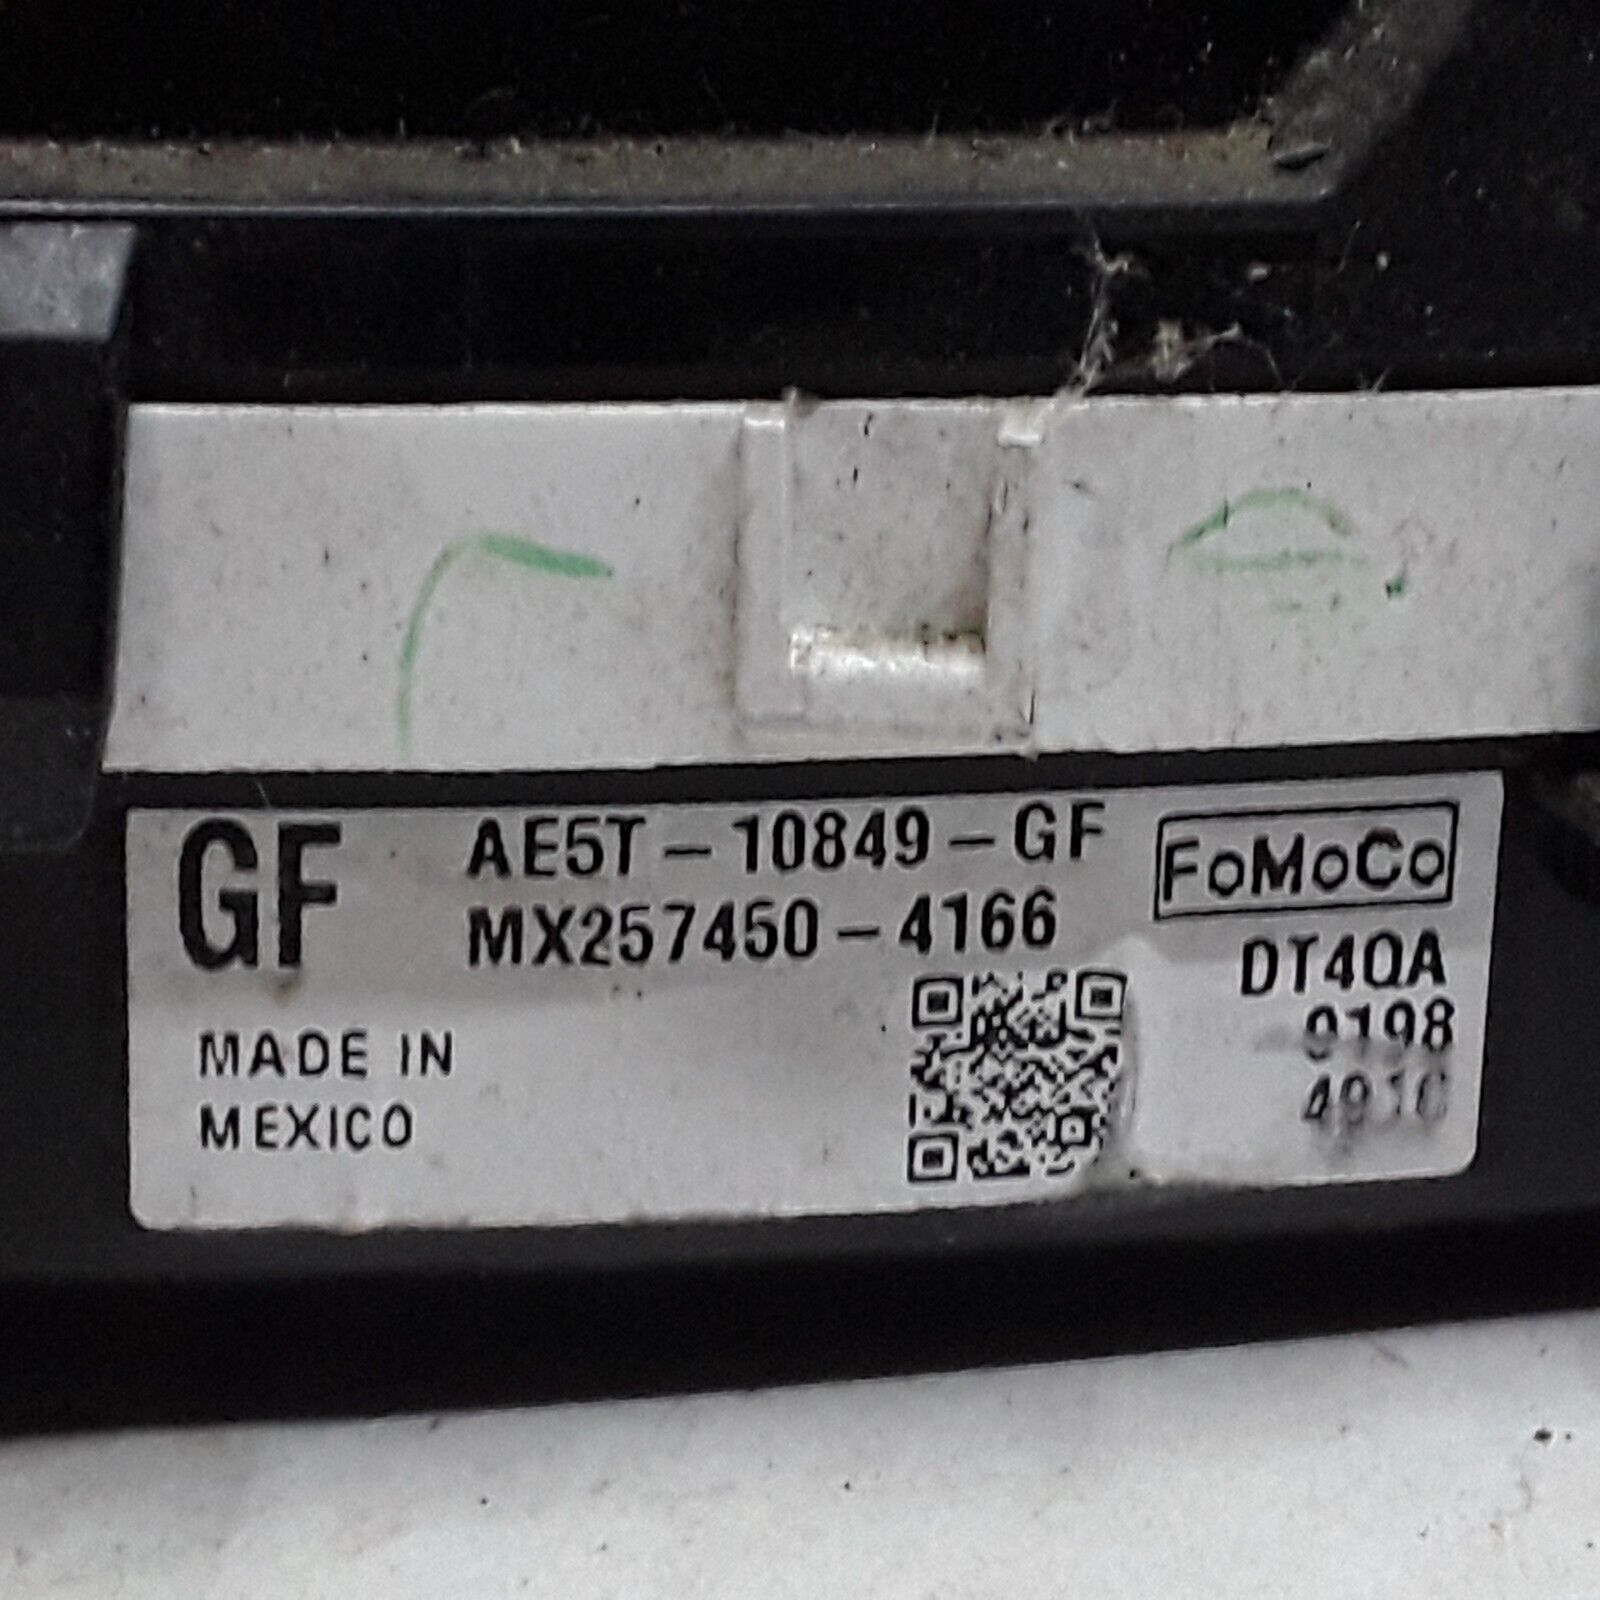 GF
AE5T-10849-GF
MX257450-4166
FoMoCo
DT4QA
9198
MADE IN
MEXICO